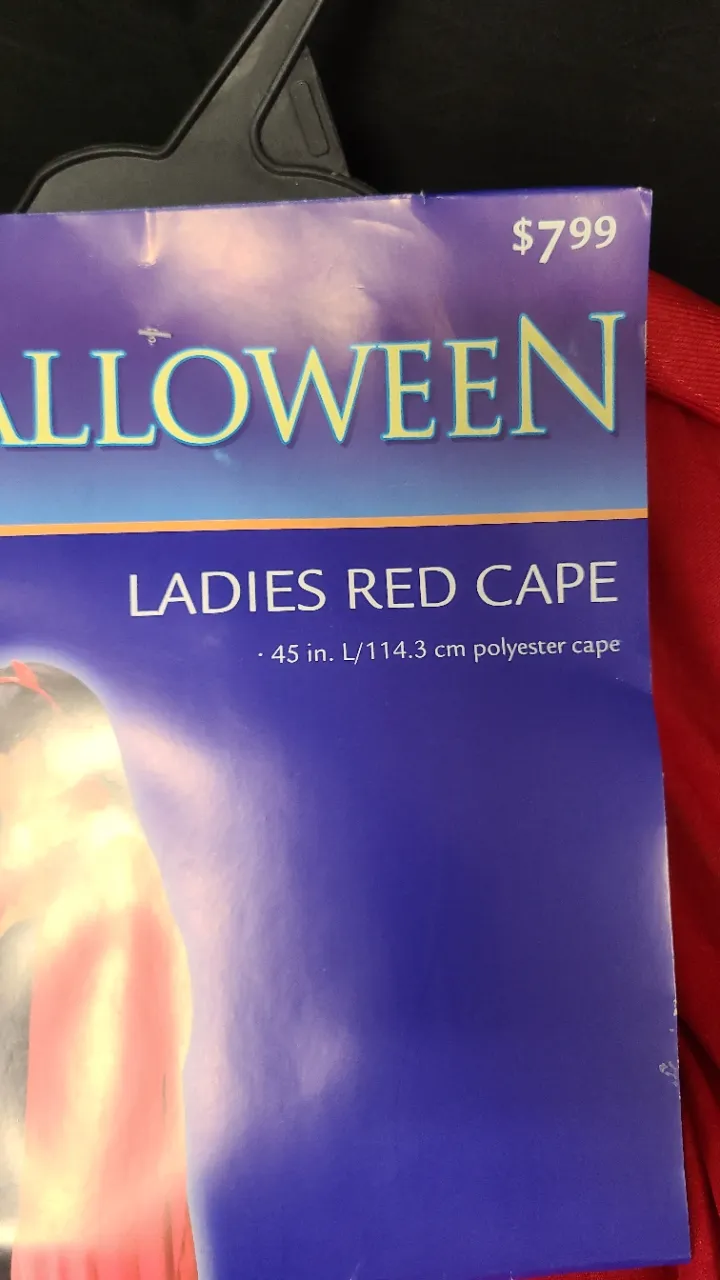 $7.99
ALLOWEEN
LADIES RED CAPE
· 45 in. L/114.3 cm polyester cape